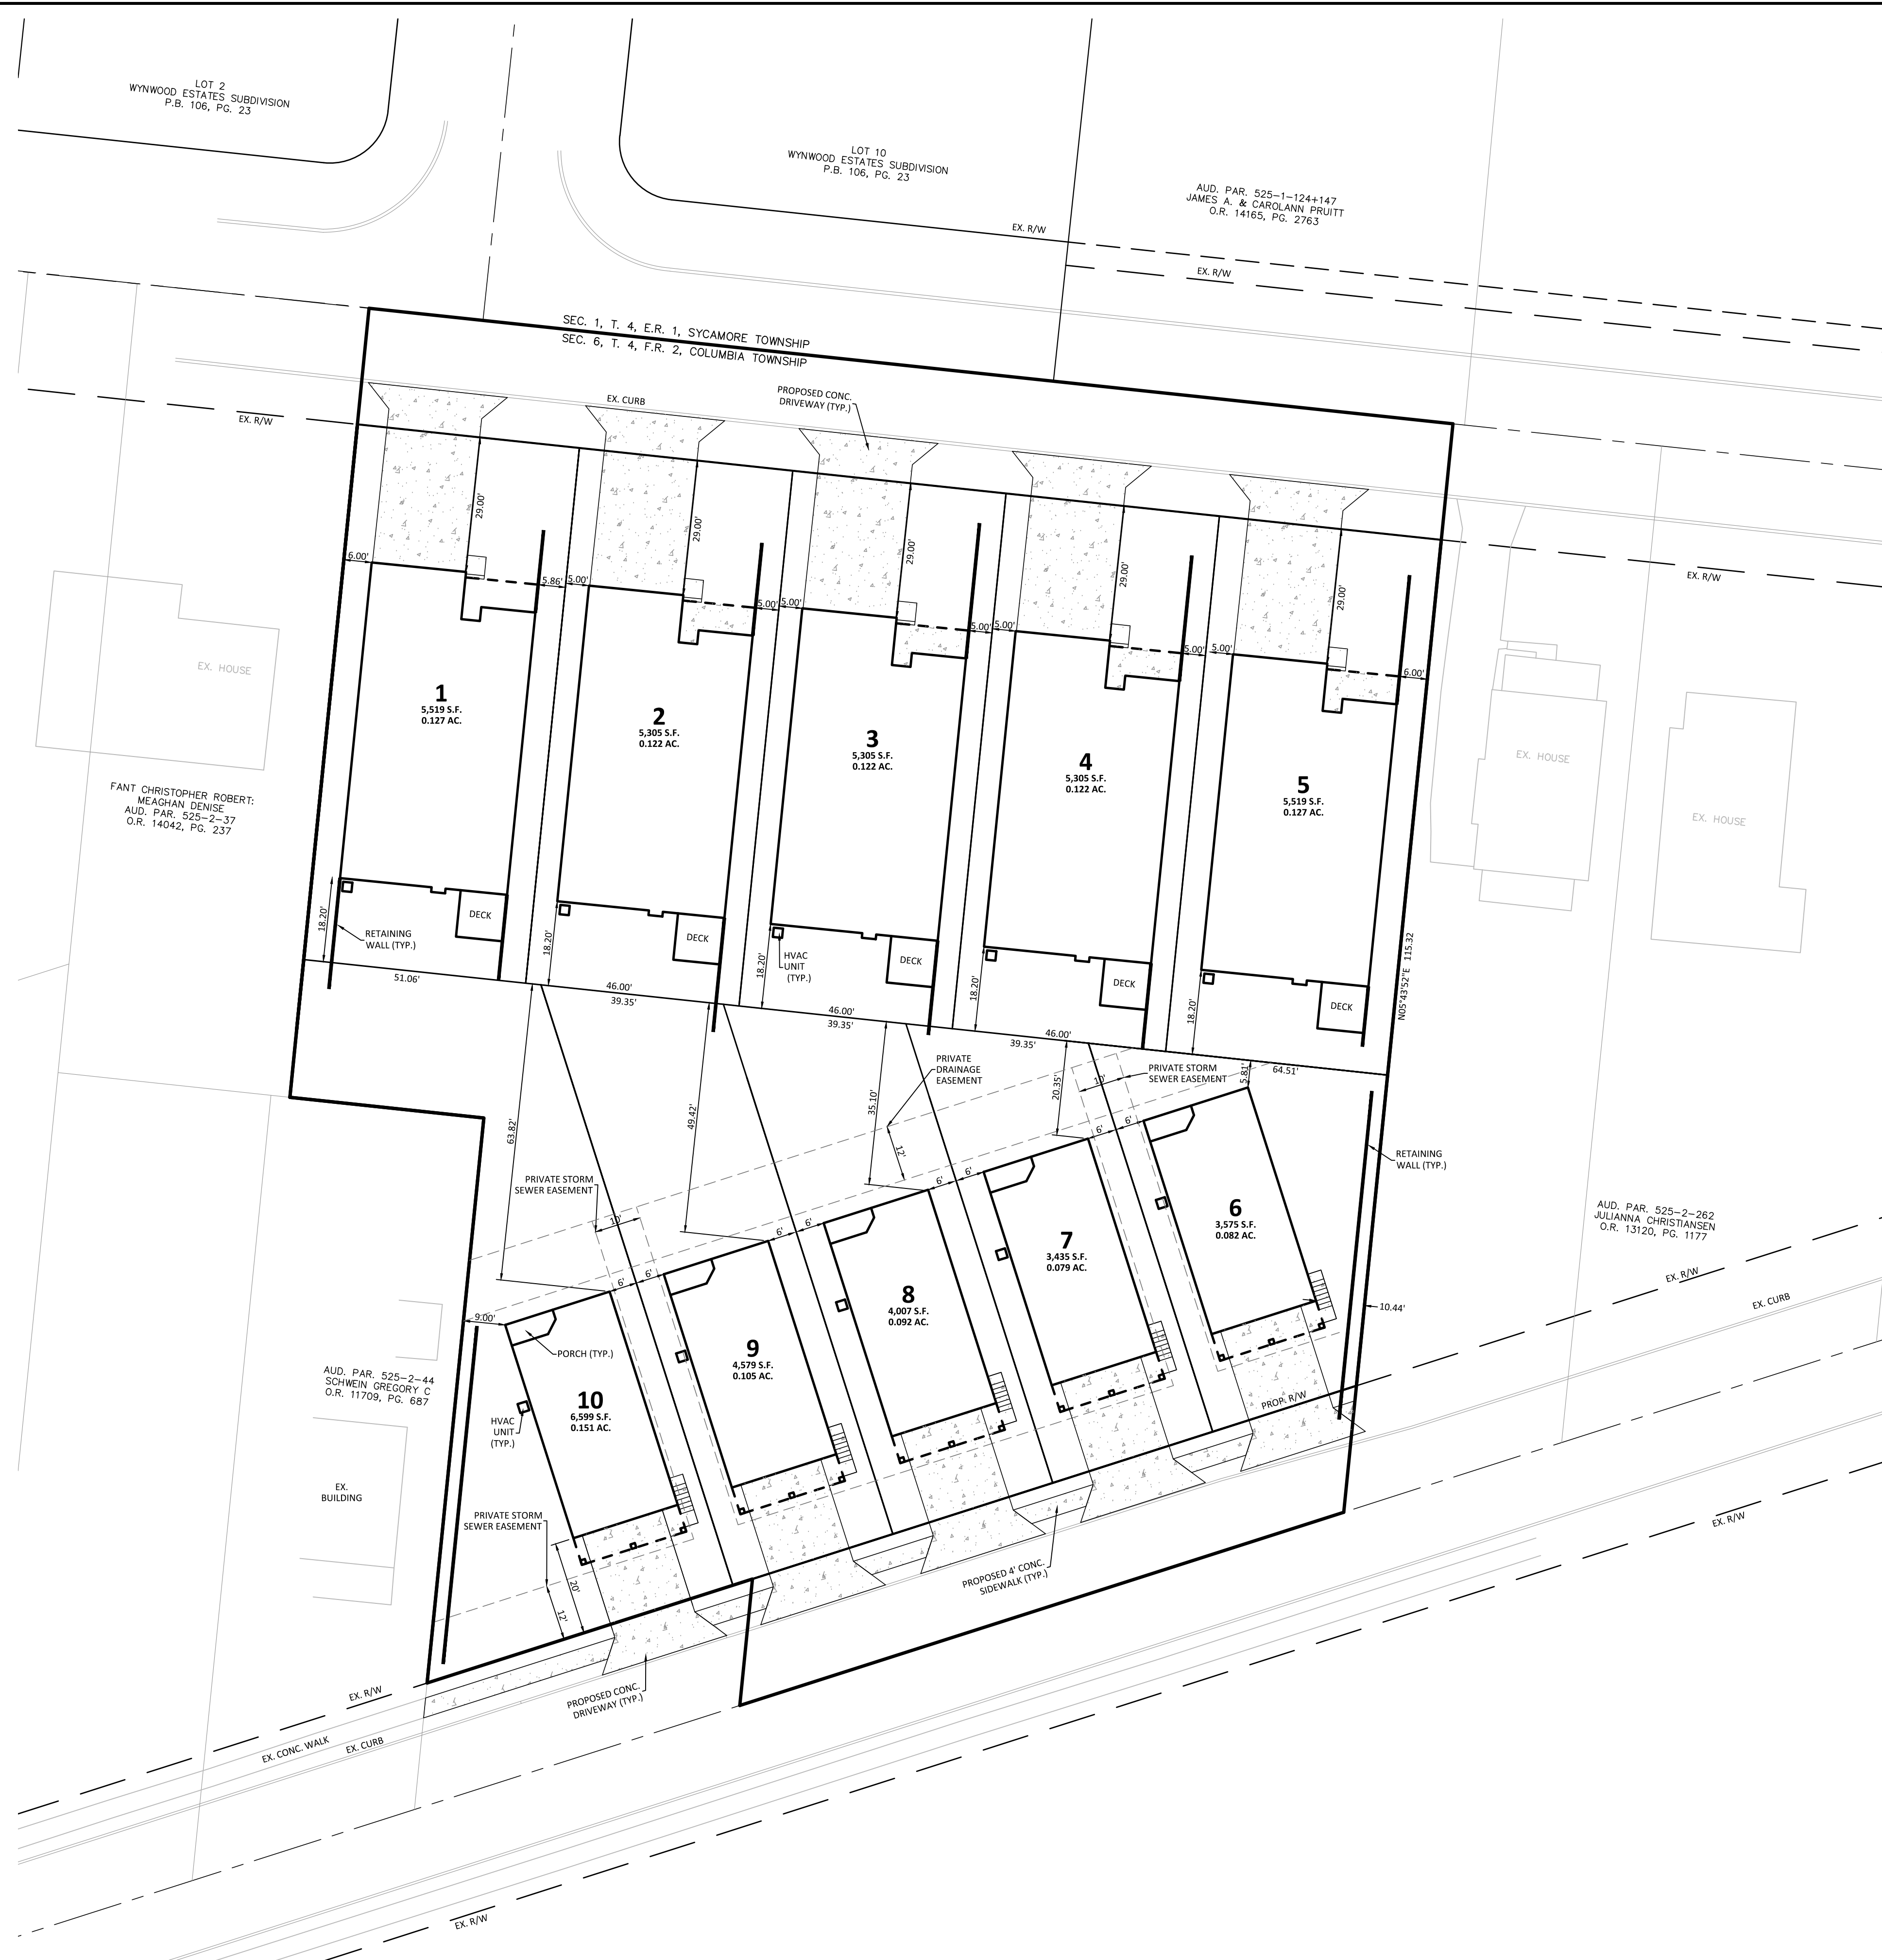 LOT 2
WYNWOOD ESTATES SUBDIVISION
P.B. 106, PG. 23
LOT 10
WYNWOOD ESTATES SUBDIVISION
P.B. 106, PG. 23
AUD. PAR. 525-1-124+147
JAMES A. & CAROLANN PRUITT
O.R. 14165, PG. 2763
EX. R/W
EX. R/W
SEC. 1, T. 4, E.R. 1, SYCAMORE TOWNSHIP
SEC. 6, T. 4, F.R. 2, COLUMBIA TOWNSHIP
PROPOSED CONC.
DRIVEWAY (TYP.)
EX. CURB
EX. R/W
EX. R/W
29.00'
29.00'
29.00'
29.00'
29.00'
6.00'
5.86'
5.00'
5.00'
5.00'
5.00'
5.00'
5.00'
5.00'
6.00'
EX. HOUSE
EX. HOUSE
EX. HOUSE
1
5,519 S.F.
0.127 AC.
2
5,305 S.F.
0.122 AC.
3
5,305 S.F.
0.122 AC.
4
5,305 S.F.
0.122 AC.
5
5,519 S.F.
0.127 AC.
FANT CHRISTOPHER ROBERT:
MEAGHAN DENISE
AUD. PAR. 525-2-37
O.R. 14042, PG. 237
18.20'
RETAINING
WALL (TYP.)
DECK
18.20'
DECK
18.20'
HVAC
UNIT
(TYP.)
DECK
18.20'
DECK
18.20'
DECK
N05°43'52"E 115.32
51.06'
46.00'
39.35'
46.00'
39.35'
46.00'
39.35'
64.51'
63.82'
49.42'
35.10'
20.35'
5.81'
PRIVATE
DRAINAGE
EASEMENT
PRIVATE STORM
SEWER EASEMENT
10'
12'
RETAINING
WALL (TYP.)
PRIVATE STORM
SEWER EASEMENT
10'
6'
6'
6'
6'
6'
6'
6'
6'
6
3,575 S.F.
0.082 AC.
7
3,435 S.F.
0.079 AC.
8
4,007 S.F.
0.092 AC.
9
4,579 S.F.
0.105 AC.
10
6,599 S.F.
0.151 AC.
AUD. PAR. 525-2-262
JULIANNA CHRISTIANSEN
O.R. 13120, PG. 1177
EX. R/W
EX. CURB
10.44'
9.00'
PORCH (TYP.)
AUD. PAR. 525-2-44
SCHWEIN GREGORY C
O.R. 11709, PG. 687
HVAC
UNIT
(TYP.)
PROP. R/W
EX.
BUILDING
PRIVATE STORM
SEWER EASEMENT
20'
12'
PROPOSED 4' CONC.
SIDEWALK (TYP.)
EX. R/W
EX. R/W
PROPOSED CONC.
DRIVEWAY (TYP.)
EX. CONC. WALK
EX. CURB
EX. R/W